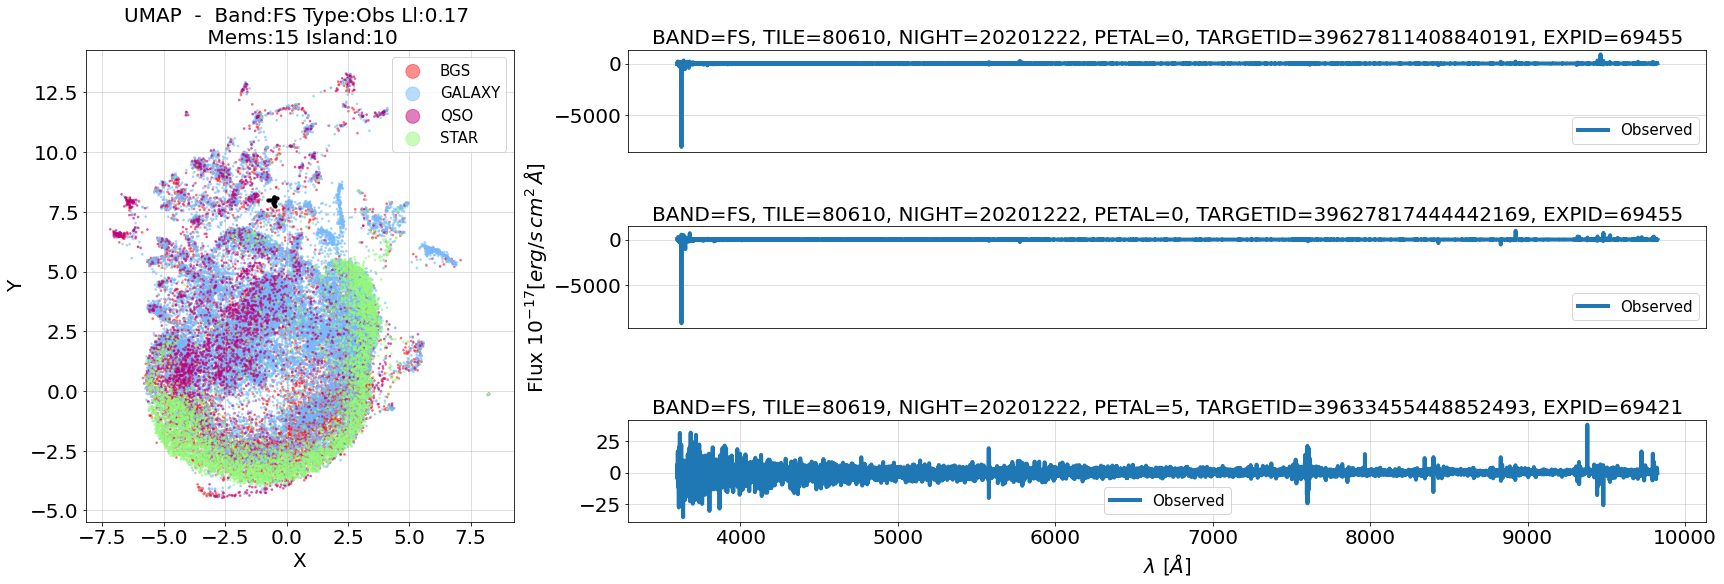 UMAP - Band:FS Type:Obs Ll:0.17
Mems:15 Island:10
BGS
GALAXY
QSO
STAR
12.5
10.0
7.5
5.0
2.5
0.0
−2.5
−5.0
Y
−7.5
−5.0
−2.5
0.0
2.5
5.0
7.5
X
Flux 10⁻¹⁷[erg/s cm² Å]
BAND=FS, TILE=80610, NIGHT=20201222, PETAL=0, TARGETID=39627811408840191, EXPID=69455
0
−5000
Observed
BAND=FS, TILE=80610, NIGHT=20201222, PETAL=0, TARGETID=39627817444442169, EXPID=69455
0
−5000
Observed
BAND=FS, TILE=80619, NIGHT=20201222, PETAL=5, TARGETID=39633455448852493, EXPID=69421
25
0
−25
Observed
4000
5000
6000
7000
8000
9000
10000
λ [Å]